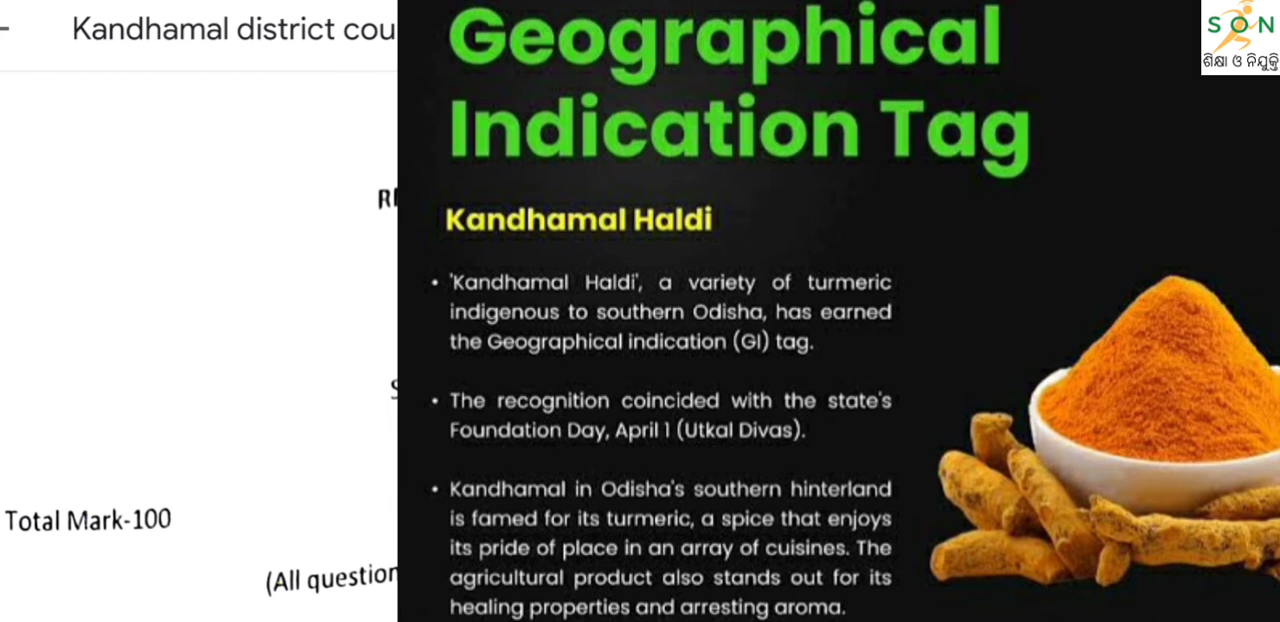 Kandhamal district cou
Total Mark-100
(All question
Geographical
Indication Tag
Kandhamal Haldi
• 'Kandhamal Haldi', a variety of turmeric
indigenous to southern Odisha, has earned
the Geographical indication (GI) tag.
• The recognition coincided with the state's
Foundation Day, April 1 (Utkal Divas).
• Kandhamal in Odisha's southern hinterland
is famed for its turmeric, a spice that enjoys
its pride of place in an array of cuisines. The
agricultural product also stands out for its
healing properties and arresting aroma.
SON
ଶିକ୍ଷା ଓ ନିଯୁକ୍ତି